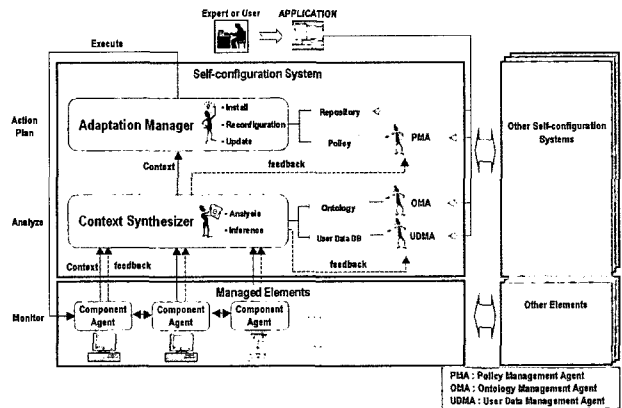 Expert or User
APPLICATION
Execute
Self-configuration System
Action
Plan
Adaptation Manager
• Install
• Reconfiguration
• Update
Repository
Policy
PMA
Other Self-configuration
Systems
Context
feedback
Analyze
Context Synthesizer
• Analysis
• Inference
Ontology
User Data DB
OMA
UDMA
Context
feedback
feedback
Managed Elements
Other Elements
Monitor
Component
Agent
Component
Agent
Component
Agent
PMA : Policy Management Agent
OMA : Ontology Management Agent
UDMA : User Data Management Agent